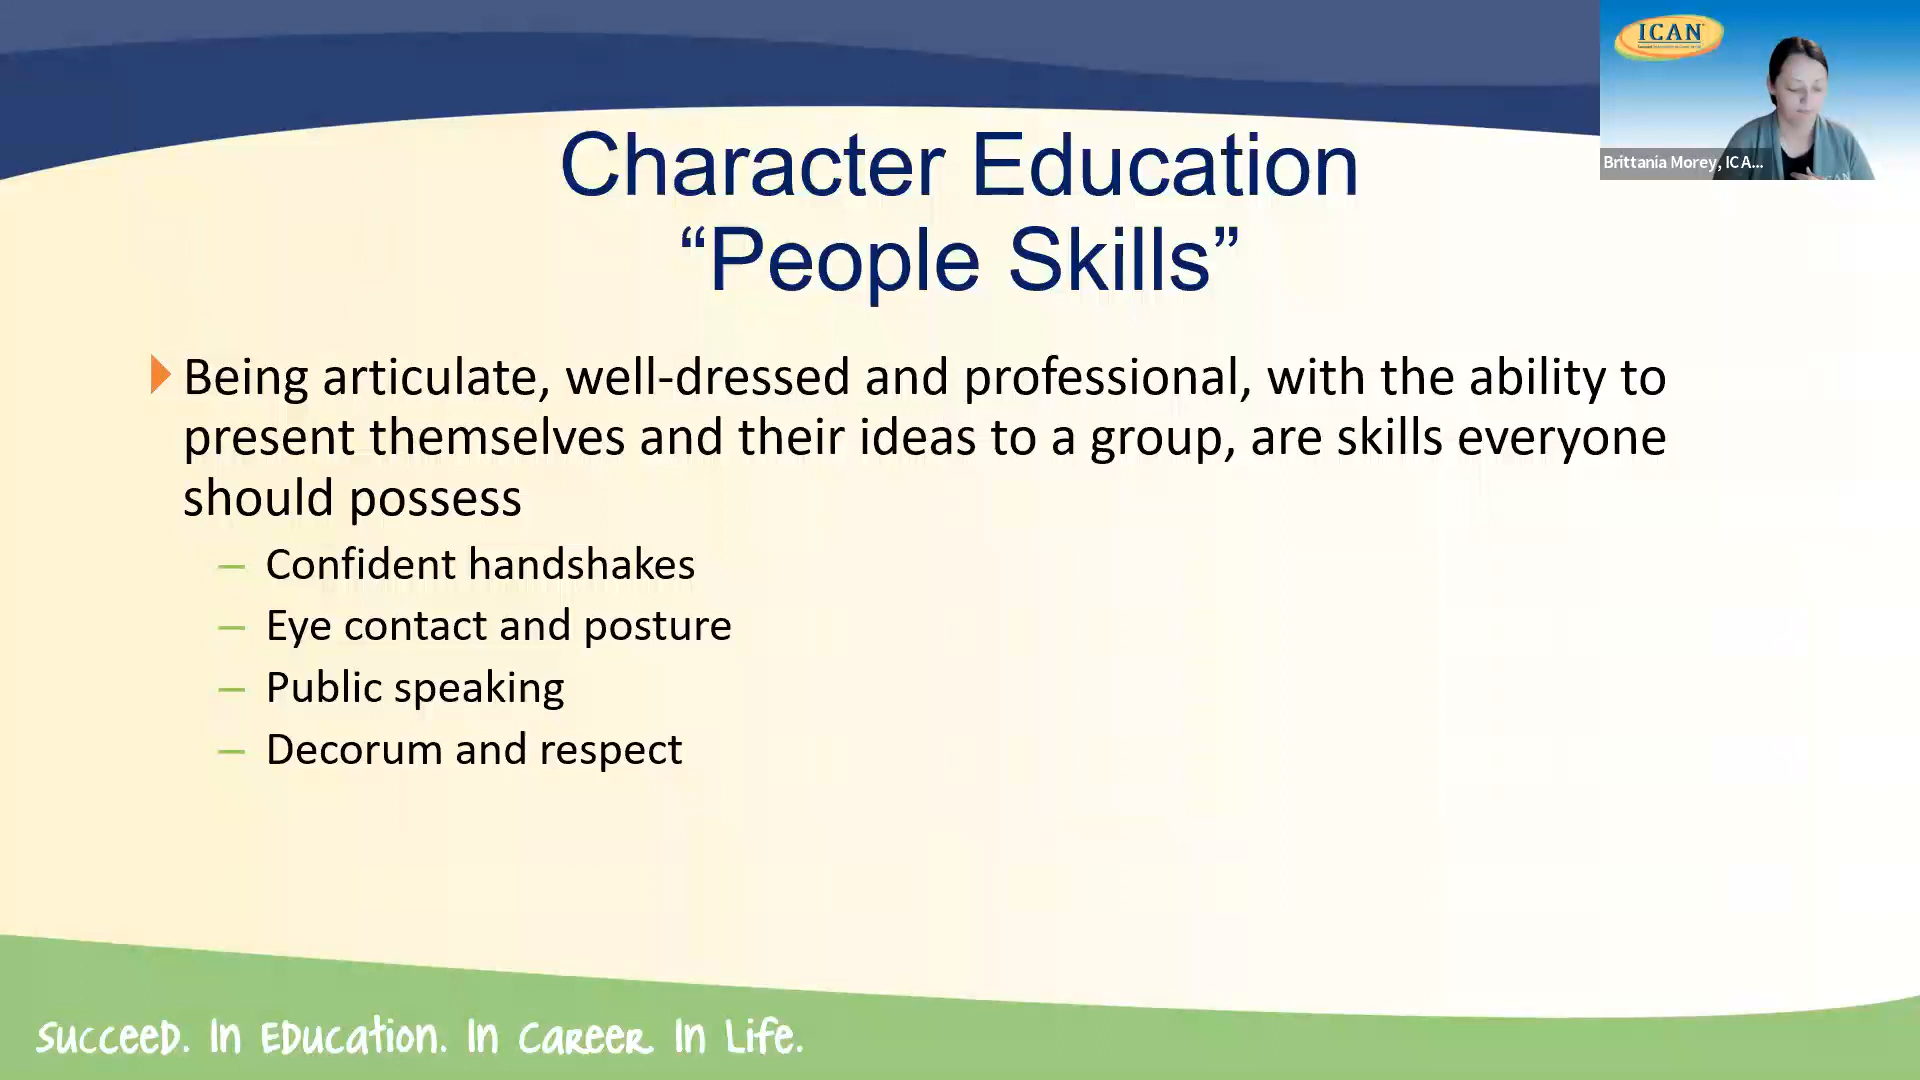 ICAN
Brittania Morey, ICA...
Character Education
“People Skills”
Being articulate, well-dressed and professional, with the ability to
present themselves and their ideas to a group, are skills everyone
should possess
– Confident handshakes
– Eye contact and posture
– Public speaking
– Decorum and respect
Succeed. In Education. In Career. In Life.